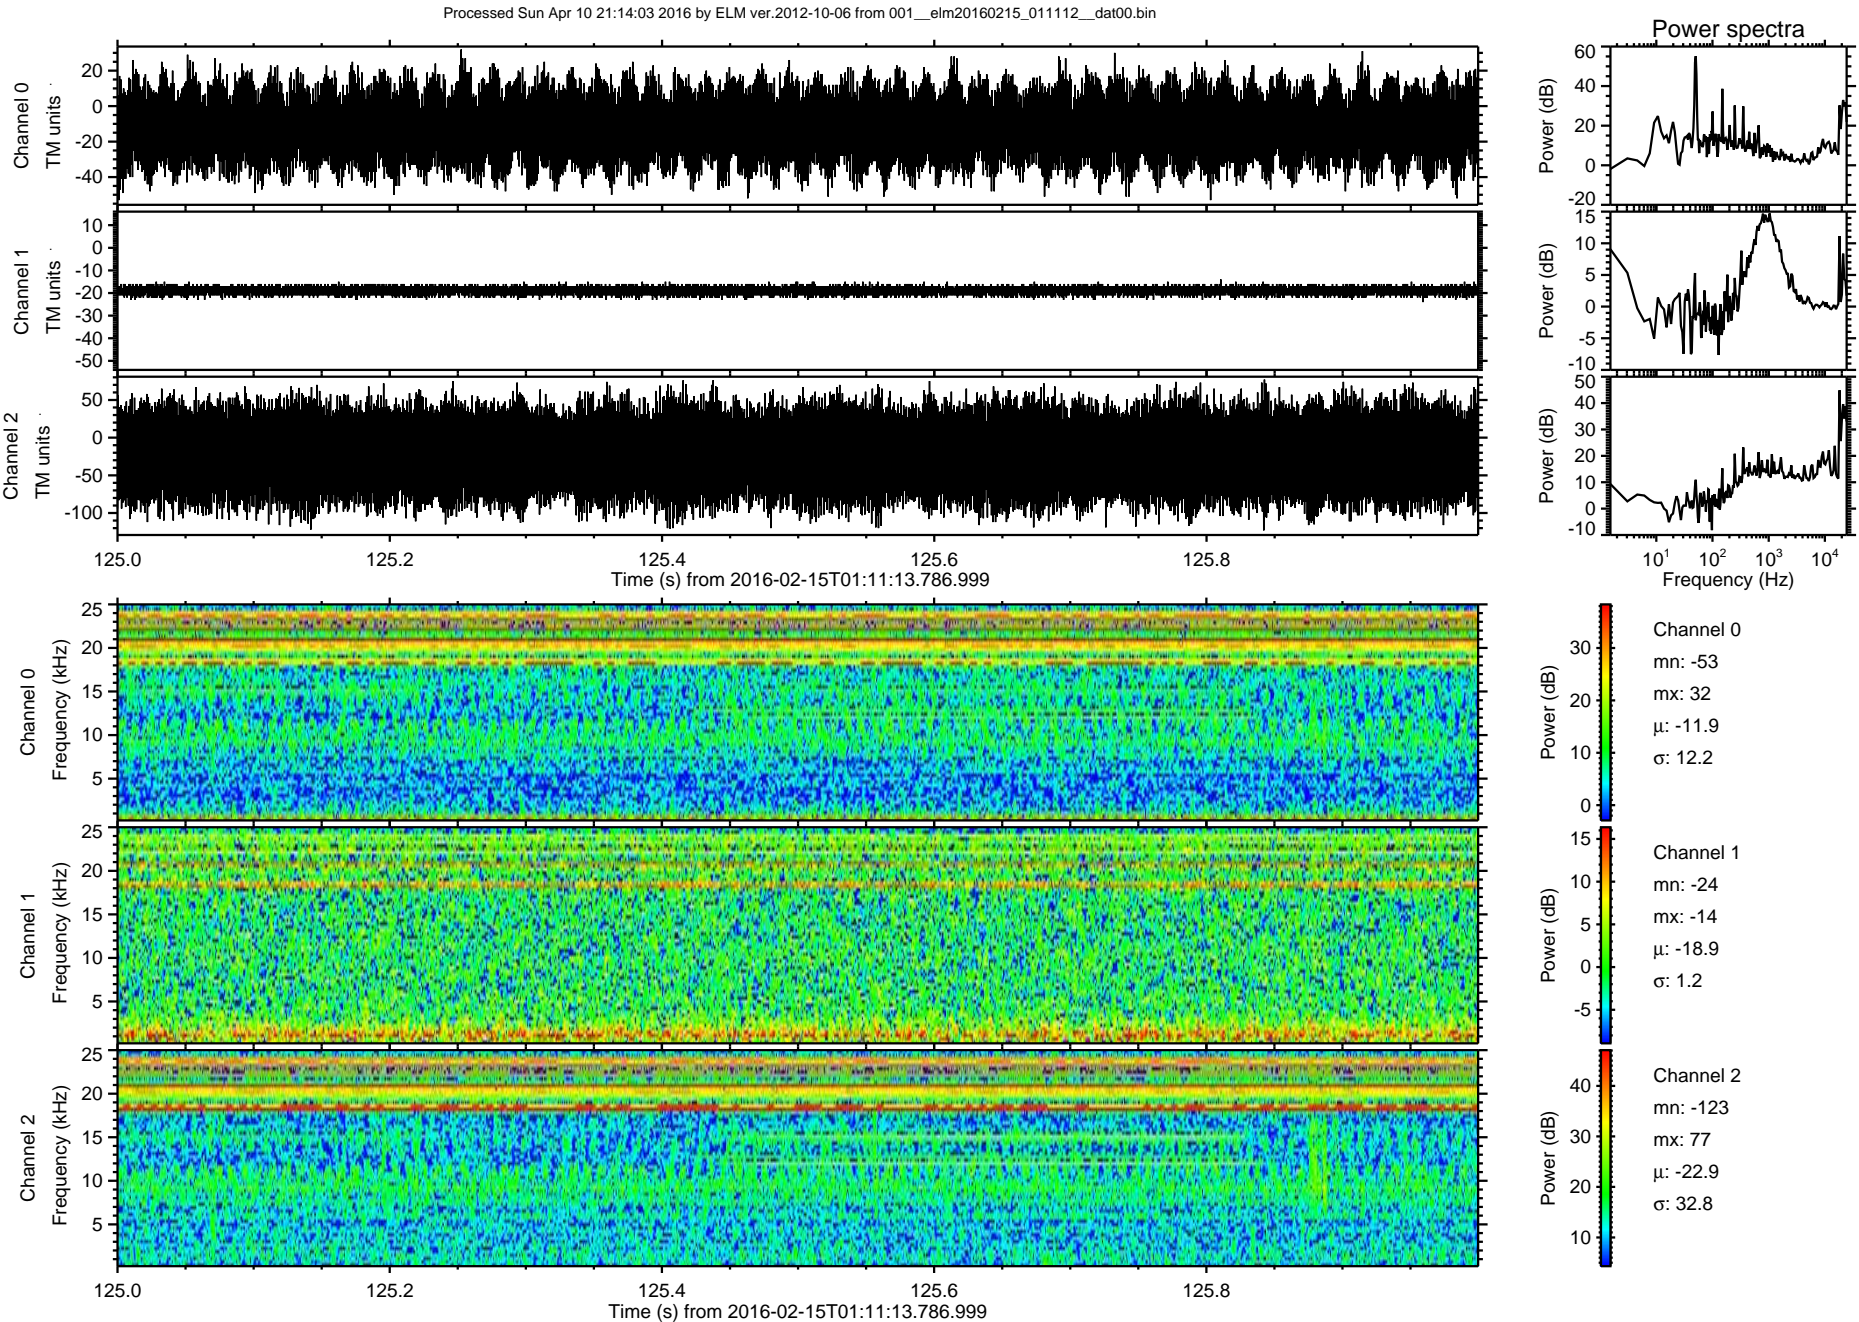 Processed Sun Apr 10 21:14:03 2016 by ELM ver.2012-10-06 from 001__elm20160215_011112__dat00.bin
Power spectra
Channel 0
TM units
20
0
-20
-40
Power (dB)
60
40
20
0
-20
Channel 1
TM units
10
0
-10
-20
-30
-40
-50
Power (dB)
15
10
5
0
-5
-10
Channel 2
TM units
50
0
-50
-100
Power (dB)
50
40
30
20
10
0
-10
125.0 125.2 125.4 125.6 125.8
Time (s) from 2016-02-15T01:11:13.786.999
10¹ 10² 10³ 10⁴
Frequency (Hz)
Channel 0
Frequency (kHz)
25
20
15
10
5
Power (dB)
30
20
10
0
Channel 0
mn: -53
mx: 32
μ: -11.9
σ: 12.2
Channel 1
Frequency (kHz)
25
20
15
10
5
Power (dB)
15
10
5
0
-5
Channel 1
mn: -24
mx: -14
μ: -18.9
σ: 1.2
Channel 2
Frequency (kHz)
25
20
15
10
5
Power (dB)
40
30
20
10
Channel 2
mn: -123
mx: 77
μ: -22.9
σ: 32.8
125.0 125.2 125.4 125.6 125.8
Time (s) from 2016-02-15T01:11:13.786.999